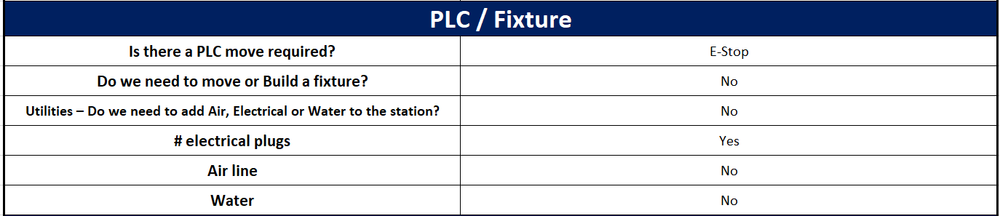 PLC / Fixture
Is there a PLC move required? E-Stop
Do we need to move or Build a fixture? No
Utilities – Do we need to add Air, Electrical or Water to the station? No
# electrical plugs Yes
Air line No
Water No